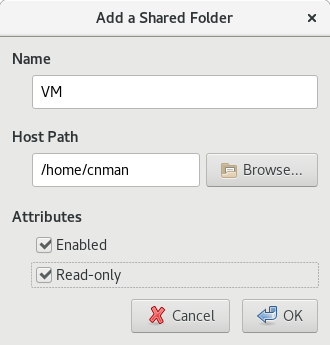 Add a Shared Folder
Name
VM
Host Path
/home/cnman
Browse...
Attributes
Enabled
Read-only
Cancel
OK